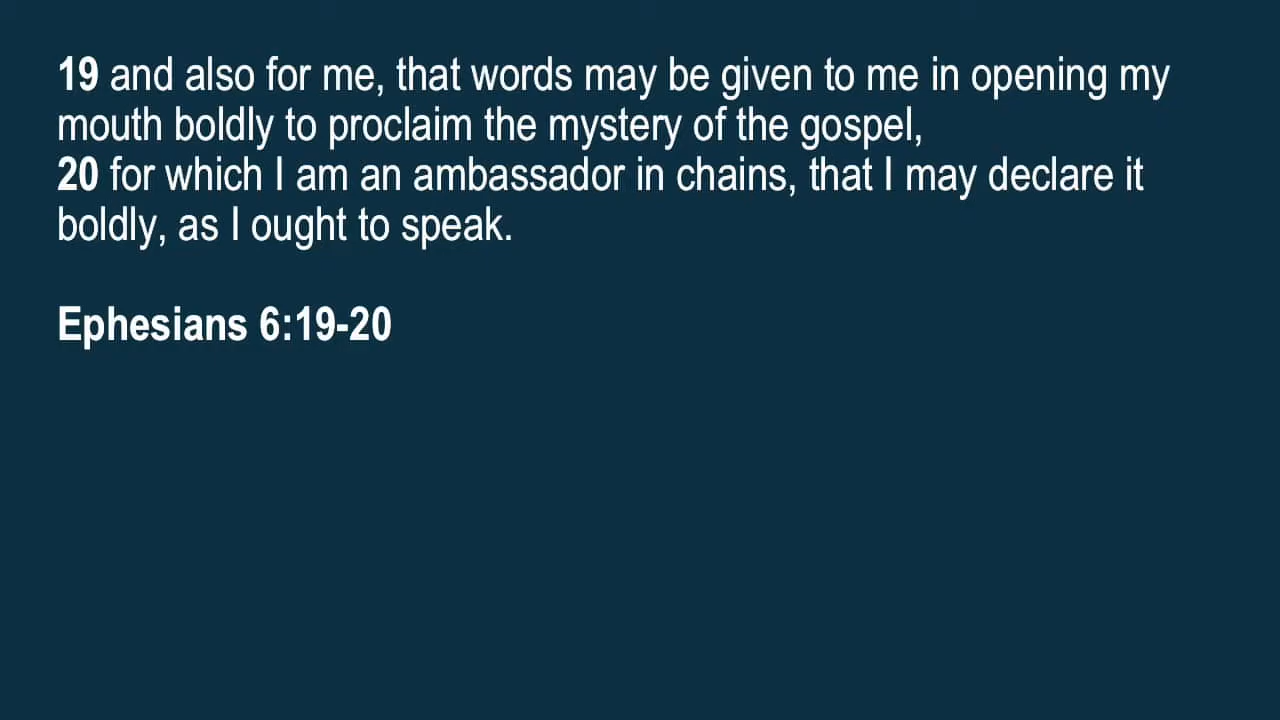 19 and also for me, that words may be given to me in opening my
mouth boldly to proclaim the mystery of the gospel,
20 for which I am an ambassador in chains, that I may declare it
boldly, as I ought to speak.
Ephesians 6:19-20